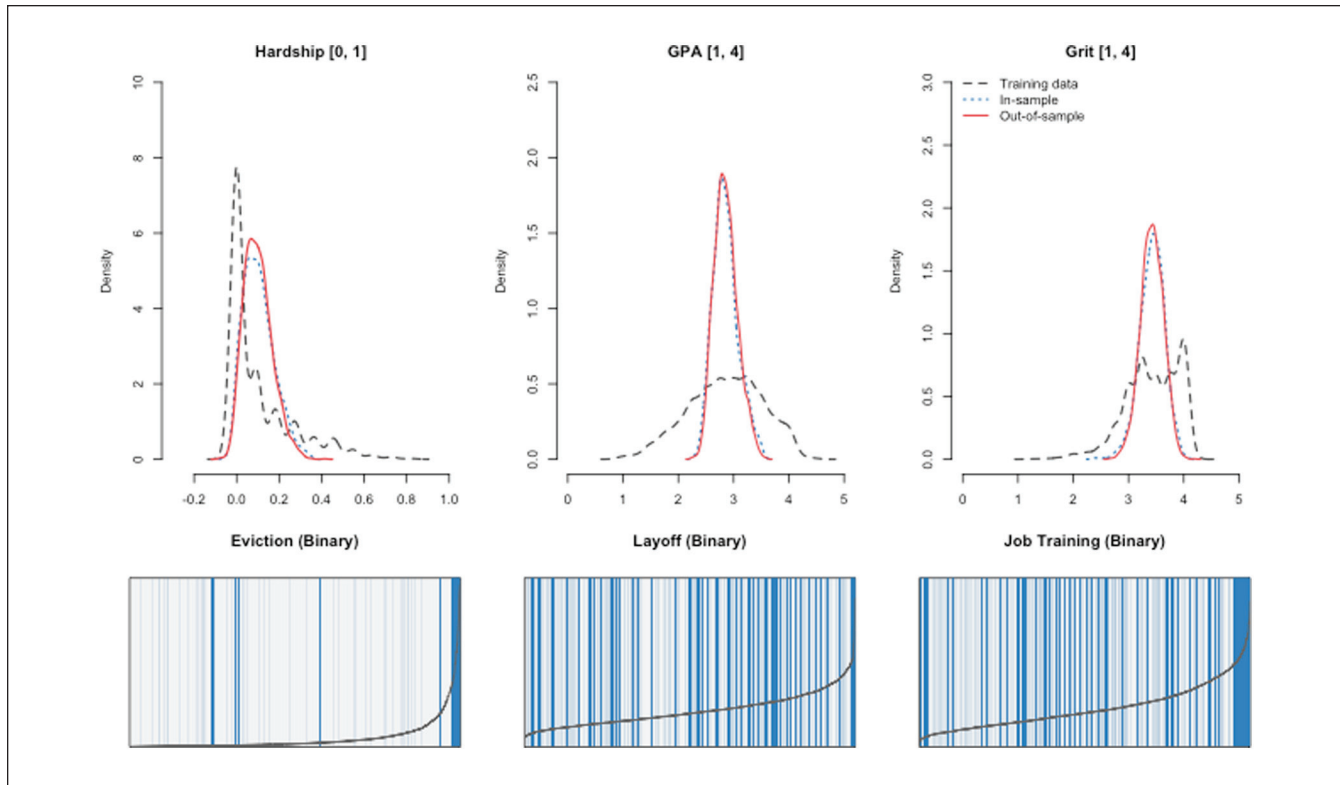 Hardship [0, 1]
GPA [1, 4]
Grit [1, 4]
10
8
6
4
2
0
Density
-0.2 0.0 0.2 0.4 0.6 0.8 1.0
2.5
2.0
1.5
1.0
0.5
0.0
Density
0 1 2 3 4 5
3.0
2.5
2.0
1.5
1.0
0.5
0.0
Density
0 1 2 3 4 5
Training data
In-sample
Out-of-sample
Eviction (Binary)
Layoff (Binary)
Job Training (Binary)